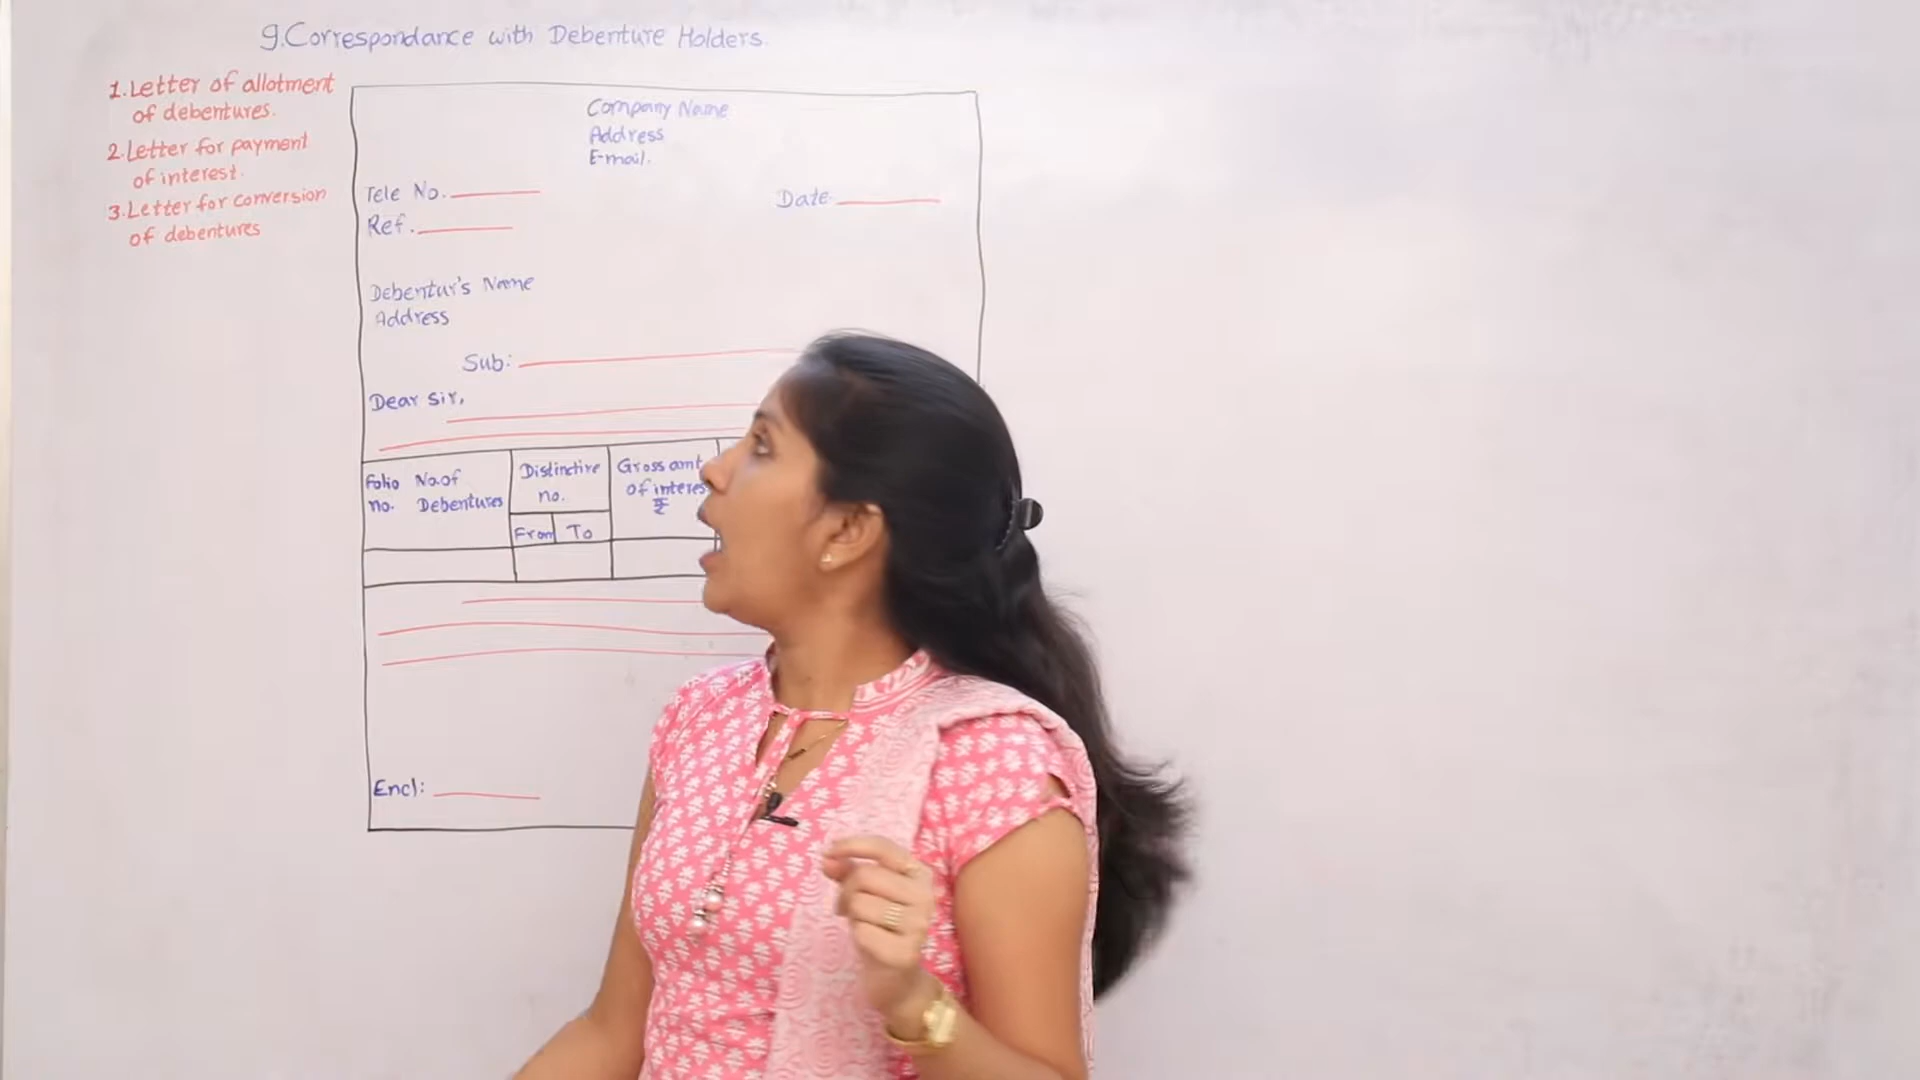 9.Correspondance with Debenture Holders.
1.Letter of allotment
of debentures.
2.Letter for payment
of interest.
3.Letter for conversion
of debentures
Company Name
Address
E-mail.
Tele No.
Date
Ref.
Debentur's Name
Address
Sub:
Dear Sir,
Folio No.of
no. Debentures
Distinctive
no.
From To
Gross amt
of interes
₹
Encl: